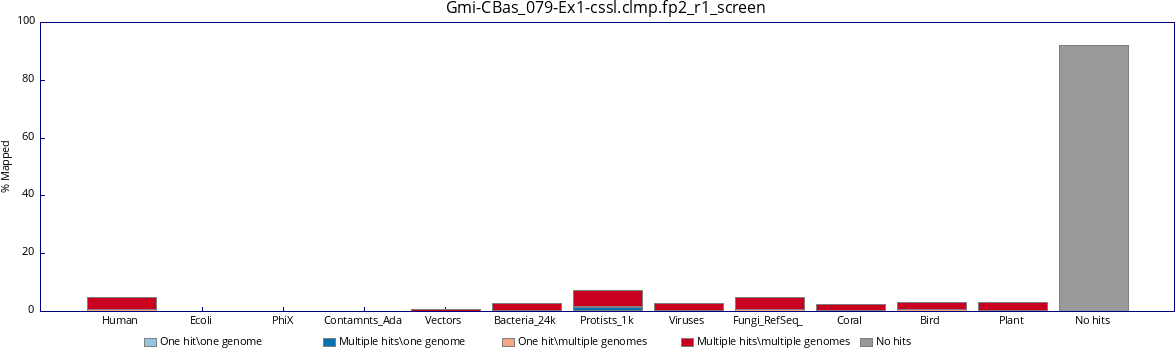 Gmi-CBas_079-Ex1-cssl.clmp.fp2_r1_screen
100
80
60
40
20
0
% Mapped
Human Ecoli PhiX Contamnts_Ada Vectors Bacteria_24k Protists_1k Viruses Fungi_RefSeq_ Coral Bird Plant No hits
One hit\one genome Multiple hits\one genome One hit\multiple genomes Multiple hits\multiple genomes No hits